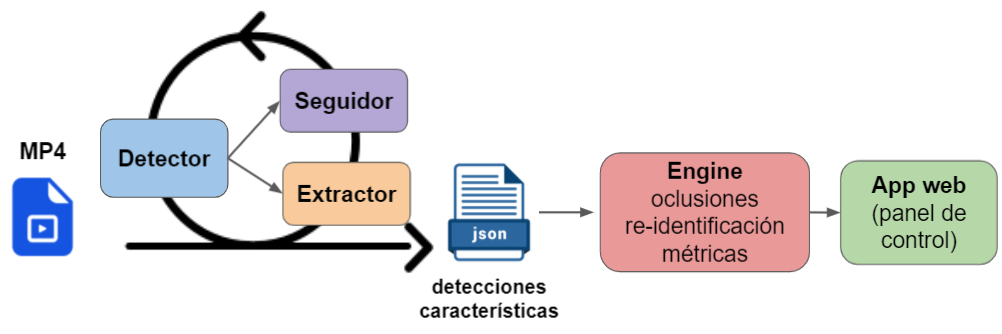 MP4
Detector
Seguidor
Extractor
json
detecciones
características
Engine
oclusiones
re-identificación
métricas
App web
(panel de
control)